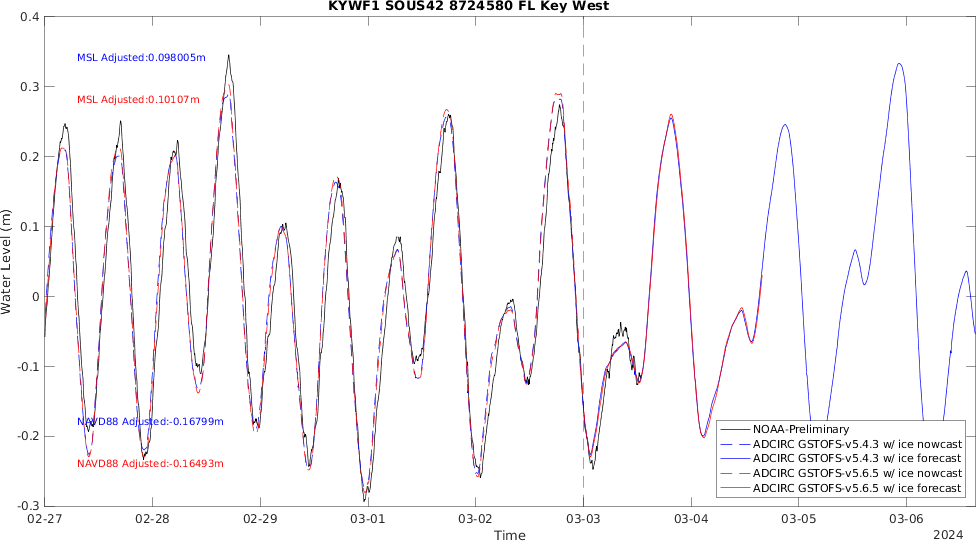 KYWF1 SOUS42 8724580 FL Key West
0.4
0.3
0.2
0.1
0
-0.1
-0.2
-0.3
Water Level (m)
MSL Adjusted:0.098005m
MSL Adjusted:0.10107m
NAVD88 Adjusted:-0.16799m
NAVD88 Adjusted:-0.16493m
NOAA-Preliminary
ADCIRC GSTOFS-v5.4.3 w/ ice nowcast
ADCIRC GSTOFS-v5.4.3 w/ ice forecast
ADCIRC GSTOFS-v5.6.5 w/ ice nowcast
ADCIRC GSTOFS-v5.6.5 w/ ice forecast
02-27 02-28 02-29 03-01 03-02 03-03 03-04 03-05 03-06
Time
2024